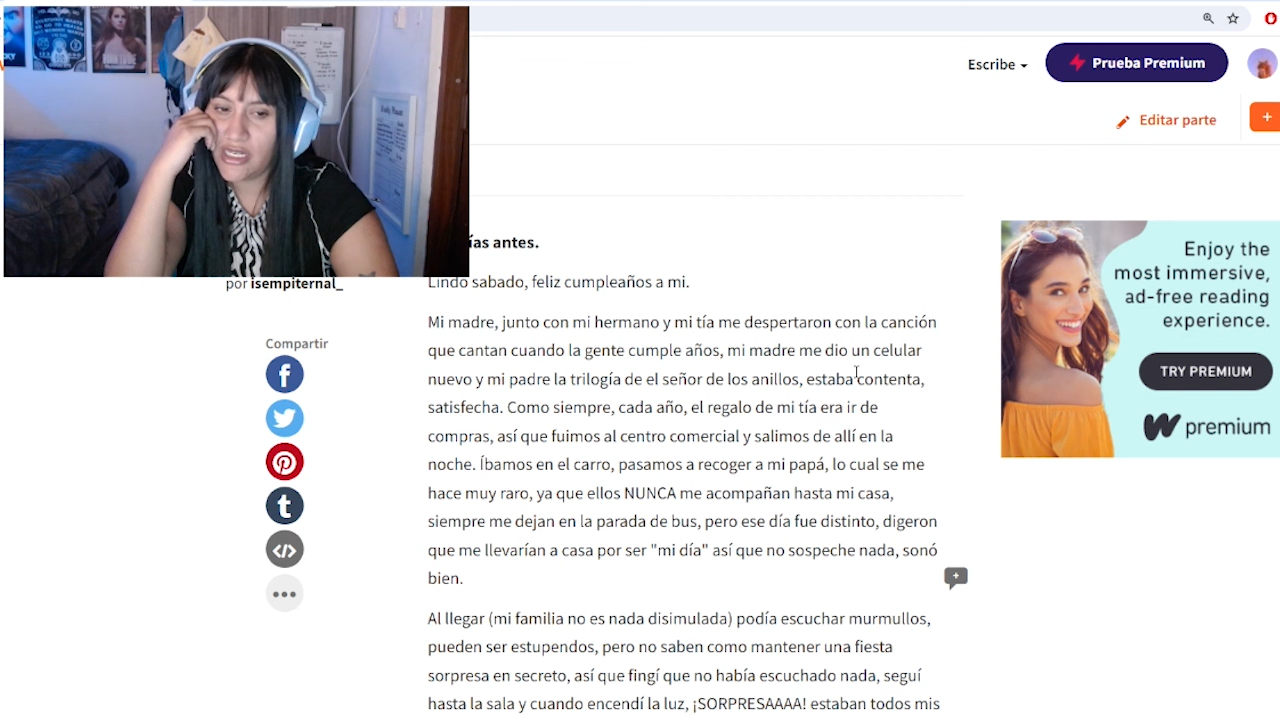 Escribe
Prueba Premium
Editar parte
+
ías antes.
por isempiternal_
Lindo sabado, feliz cumpleaños a mi.
Compartir
Mi madre, junto con mi hermano y mi tía me despertaron con la canción
que cantan cuando la gente cumple años, mi madre me dio un celular
nuevo y mi padre la trilogía de el señor de los anillos, estaba contenta,
satisfecha. Como siempre, cada año, el regalo de mi tía era ir de
compras, así que fuimos al centro comercial y salimos de allí en la
noche. Íbamos en el carro, pasamos a recoger a mi papá, lo cual se me
hace muy raro, ya que ellos NUNCA me acompañan hasta mi casa,
siempre me dejan en la parada de bus, pero ese día fue distinto, digeron
que me llevarían a casa por ser "mi día" así que no sospeche nada, sonó
bien.
Al llegar (mi familia no es nada disimulada) podía escuchar murmullos,
pueden ser estupendos, pero no saben como mantener una fiesta
sorpresa en secreto, así que fingí que no había escuchado nada, seguí
hasta la sala y cuando encendí la luz, ¡SORPRESAAAA! estaban todos mis
Enjoy the
most immersive,
ad-free reading
experience.
TRY PREMIUM
premium